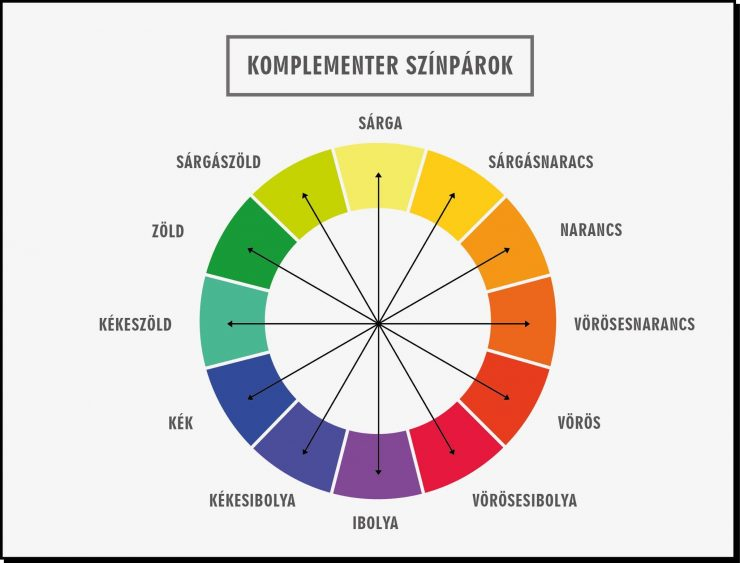 KOMPLEMENTER SZÍNPÁROK
SÁRGA
SÁRGÁSZÖLD
SÁRGÁSNARACS
ZÖLD
NARANCS
KÉKESZÖLD
VÖRÖSESNARANCS
KÉK
VÖRÖS
KÉKESIBOLYA
VÖRÖSESIBOLYA
IBOLYA